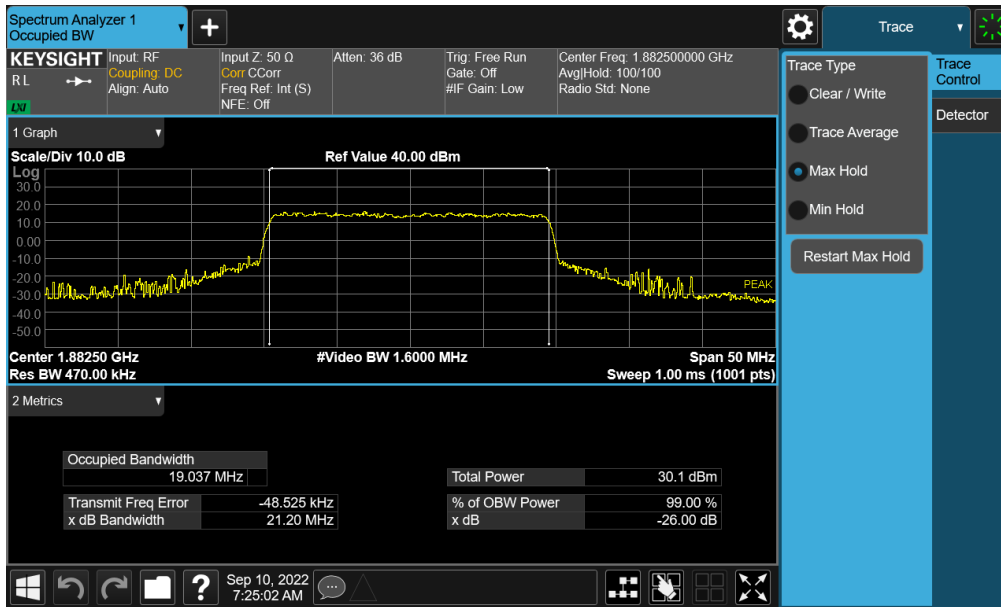 Spectrum Analyzer 1
Occupied BW
+
Trace
KEYSIGHT
R L
LXI
Input: RF
Coupling: DC
Align: Auto
Input Z: 50 Ω
Corr CCorr
Freq Ref: Int (S)
NFE: Off
Atten: 36 dB
Trig: Free Run
Gate: Off
#IF Gain: Low
Center Freq: 1.882500000 GHz
Avg|Hold: 100/100
Radio Std: None
Trace Type
Clear / Write
Trace Average
Max Hold
Min Hold
Restart Max Hold
Trace
Control
Detector
1 Graph
Scale/Div 10.0 dB
Ref Value 40.00 dBm
Log
30.0
20.0
10.0
0.00
-10.0
-20.0
-30.0
-40.0
-50.0
PEAK
Center 1.88250 GHz
#Video BW 1.6000 MHz
Span 50 MHz
Res BW 470.00 kHz
Sweep 1.00 ms (1001 pts)
2 Metrics
Occupied Bandwidth
19.037 MHz
Total Power 30.1 dBm
Transmit Freq Error -48.525 kHz
% of OBW Power 99.00 %
x dB Bandwidth 21.20 MHz
x dB -26.00 dB
?
Sep 10, 2022
7:25:02 AM